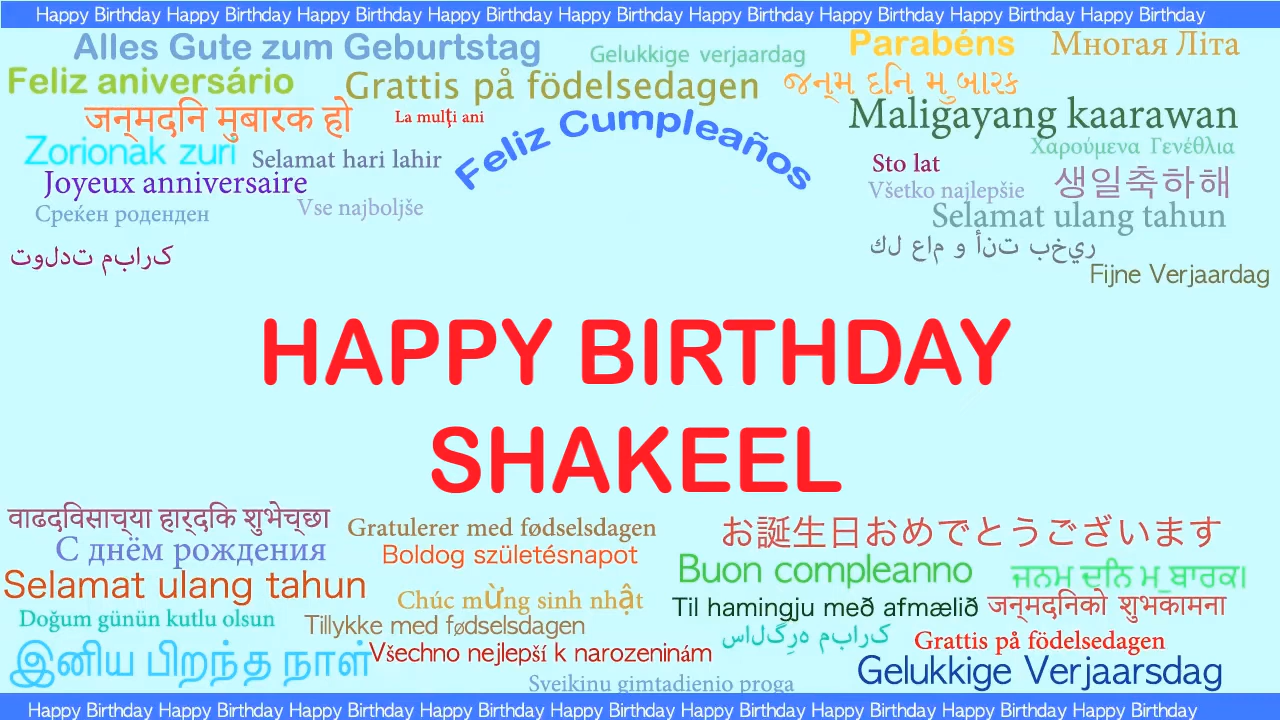 Happy Birthday Happy Birthday Happy Birthday Happy Birthday Happy Birthday Happy Birthday Happy Birthday Happy Birthday Happy Birthday
Alles Gute zum Geburtstag
Gelukkige verjaardag
Parabéns
Многая Літа
Feliz aniversário
Grattis på födelsedagen
જન્મ દિન મુબારક
जन्मदिन मुबारक हो
La mulţi ani
Feliz Cumpleaños
Maligayang kaarawan
Zorionak zuri
Selamat hari lahir
Χαρούμενα Γενέθλια
Sto lat
Joyeux anniversaire
Všetko najlepšie
생일축하해
Среќен роденден
Vse najboljše
Selamat ulang tahun
تولدت مبارک
كل عام و أنت بخير
Fijne Verjaardag
HAPPY BIRTHDAY
SHAKEEL
वाढदिवसाच्या हार्दिक शुभेच्छा
Gratulerer med fødselsdagen
お誕生日おめでとうございます
С днём рождения
Boldog születésnapot
Selamat ulang tahun
Buon compleanno
ਜਨਮ ਦਿਨ ਮੁਬਾਰਕ।
Chúc mừng sinh nhật
Til hamingju með afmælið
जन्मदिनको शुभकामना
Doğum günün kutlu olsun
Tillykke med fødselsdagen
سالگرہ مبارک
Grattis på födelsedagen
இனிய பிறந்த நாள்
Všechno nejlepší k narozeninám
Gelukkige Verjaarsdag
Sveikinu gimtadienio proga
Happy Birthday Happy Birthday Happy Birthday Happy Birthday Happy Birthday Happy Birthday Happy Birthday Happy Birthday Happy Birthday